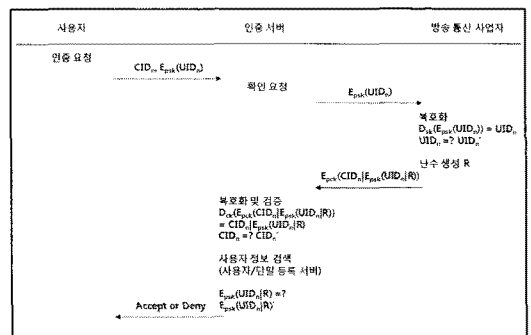 사용자 인증 서버 방송 통신 사업자
인증 요청
CIDₙ, Eₚₛₖ(UIDₙ)
확인 요청
Eₚₛₖ(UIDₙ)
복호화
Dₛₖ(Eₚₛₖ(UIDₙ)) = UIDₙ
UIDₙ =? UIDₙ´
난수 생성 R
Eₚcₖ(CIDₙ|Eₚₛₖ(UIDₙ|R))
복호화 및 검증
D꜀ₖ(Eₚcₖ(CIDₙ|Eₚₛₖ(UIDₙ|R))
= CIDₙ|Eₚₛₖ(UIDₙ|R)
CIDₙ =? CIDₙ´
사용자 정보 검색
(사용자/단말 등록 서버)
Eₚₛₖ(UIDₙ|R) =?
Accept or Deny Eₚₛₖ(UIDₙ|R)´